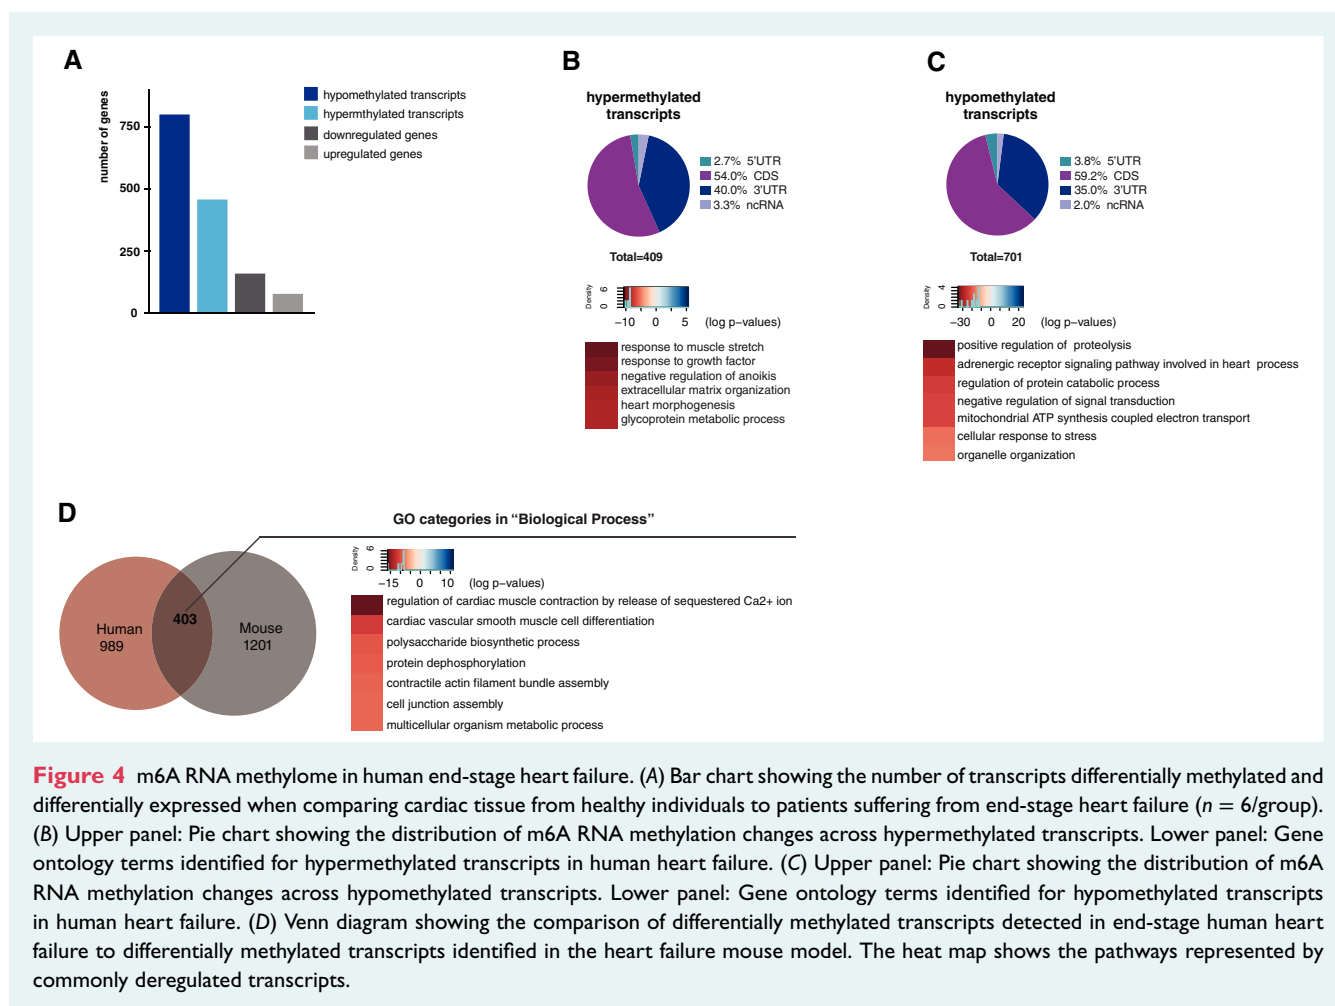 A
number of genes
750
500
250
0
hypomethylated transcripts
hypermthylated transcripts
downregulated genes
upregulated genes
B
hypermethylated
transcripts
2.7% 5'UTR
54.0% CDS
40.0% 3'UTR
3.3% ncRNA
Total=409
Density
0 6
−10 0 5 (log p−values)
response to muscle stretch
response to growth factor
negative regulation of anoikis
extracellular matrix organization
heart morphogenesis
glycoprotein metabolic process
C
hypomethylated
transcripts
3.8% 5'UTR
59.2% CDS
35.0% 3'UTR
2.0% ncRNA
Total=701
Density
0 4
−30 0 20 (log p−values)
positive regulation of proteolysis
adrenergic receptor signaling pathway involved in heart process
regulation of protein catabolic process
negative regulation of signal transduction
mitochondrial ATP synthesis coupled electron transport
cellular response to stress
organelle organization
D
GO categories in “Biological Process”
Human
989
403
Mouse
1201
Density
0 6
−15 0 10 (log p−values)
regulation of cardiac muscle contraction by release of sequestered Ca2+ ion
cardiac vascular smooth muscle cell differentiation
polysaccharide biosynthetic process
protein dephosphorylation
contractile actin filament bundle assembly
cell junction assembly
multicellular organism metabolic process
Figure 4 m6A RNA methylome in human end-stage heart failure. (A) Bar chart showing the number of transcripts differentially methylated and
differentially expressed when comparing cardiac tissue from healthy individuals to patients suffering from end-stage heart failure (n = 6/group).
(B) Upper panel: Pie chart showing the distribution of m6A RNA methylation changes across hypermethylated transcripts. Lower panel: Gene
ontology terms identified for hypermethylated transcripts in human heart failure. (C) Upper panel: Pie chart showing the distribution of m6A
RNA methylation changes across hypomethylated transcripts. Lower panel: Gene ontology terms identified for hypomethylated transcripts
in human heart failure. (D) Venn diagram showing the comparison of differentially methylated transcripts detected in end-stage human heart
failure to differentially methylated transcripts identified in the heart failure mouse model. The heat map shows the pathways represented by
commonly deregulated transcripts.